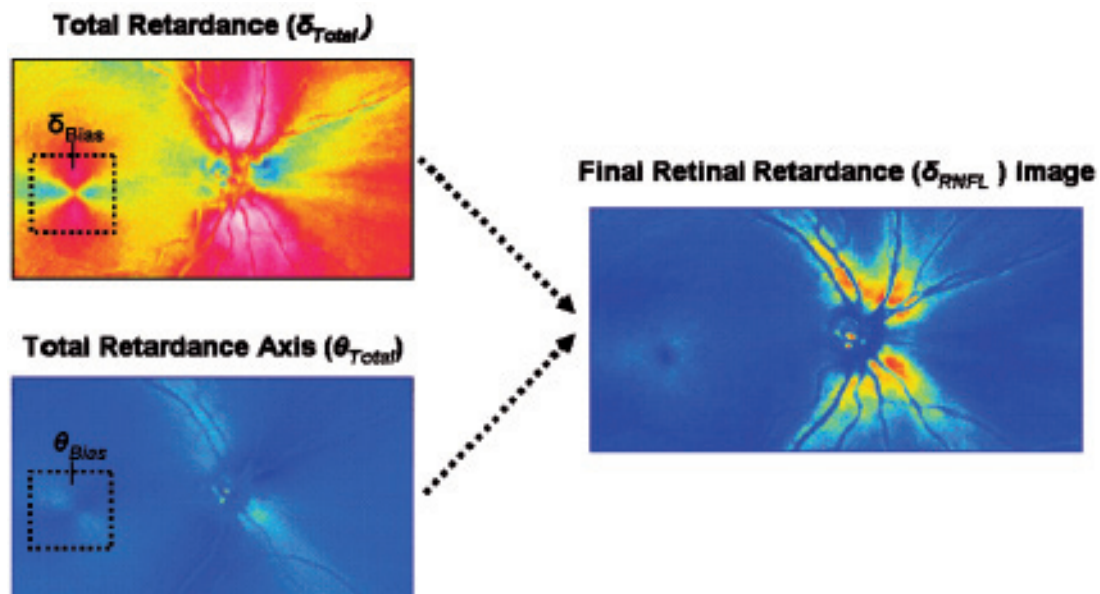 Total Retardance (δTotal)
δBias
Final Retinal Retardance (δRNFL ) Image
Total Retardance Axis (θTotal)
θBias